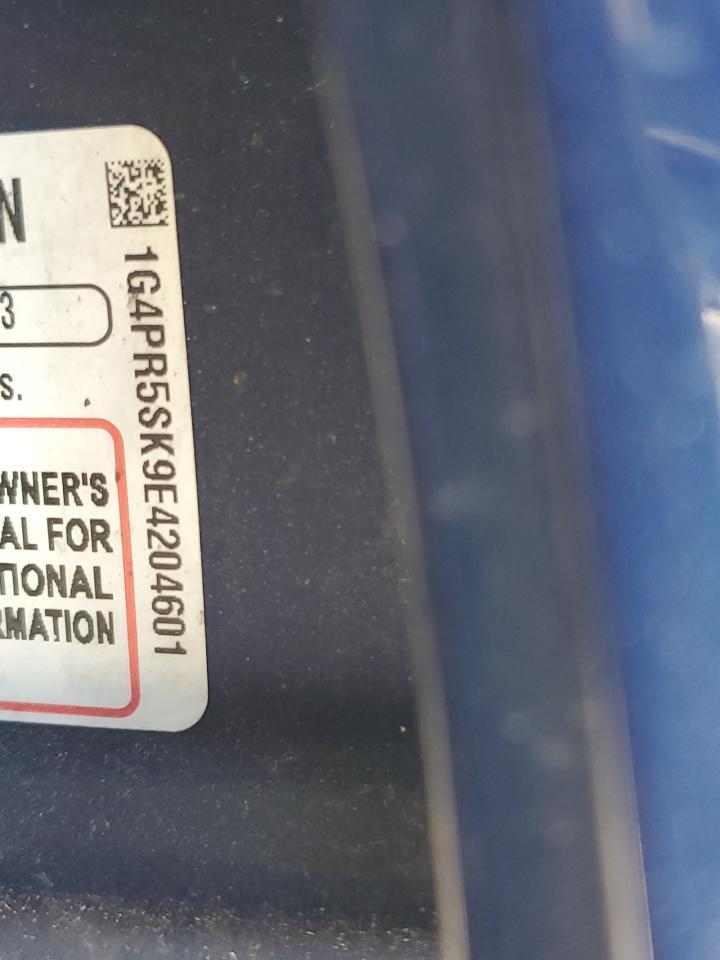 N
3
S.
WNER'S
AL FOR
TIONAL
RMATION
1G4PR5SK9E4204601